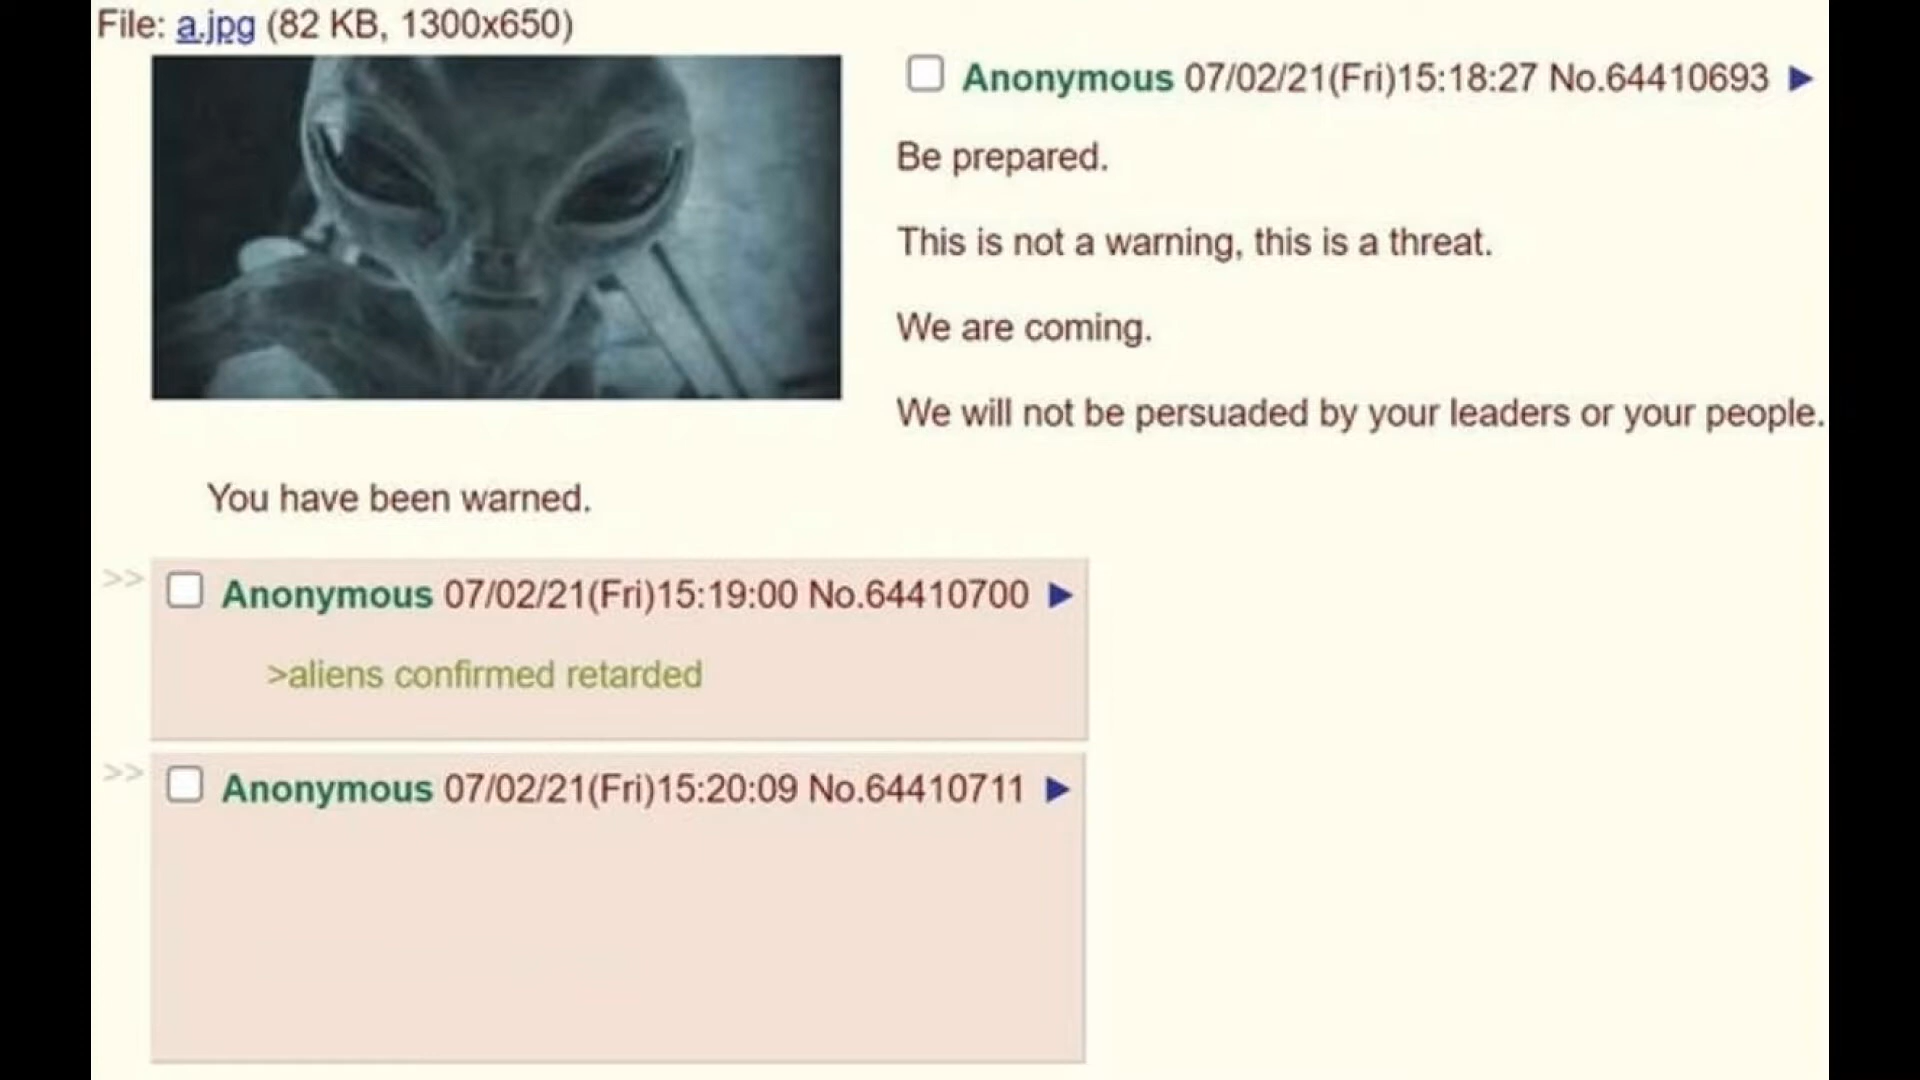 File: a.jpg (82 KB, 1300x650)
Anonymous 07/02/21(Fri)15:18:27 No.64410693 ▶
Be prepared.
This is not a warning, this is a threat.
We are coming.
We will not be persuaded by your leaders or your people.
You have been warned.
>> Anonymous 07/02/21(Fri)15:19:00 No.64410700 ▶
>aliens confirmed retarded
>> Anonymous 07/02/21(Fri)15:20:09 No.64410711 ▶